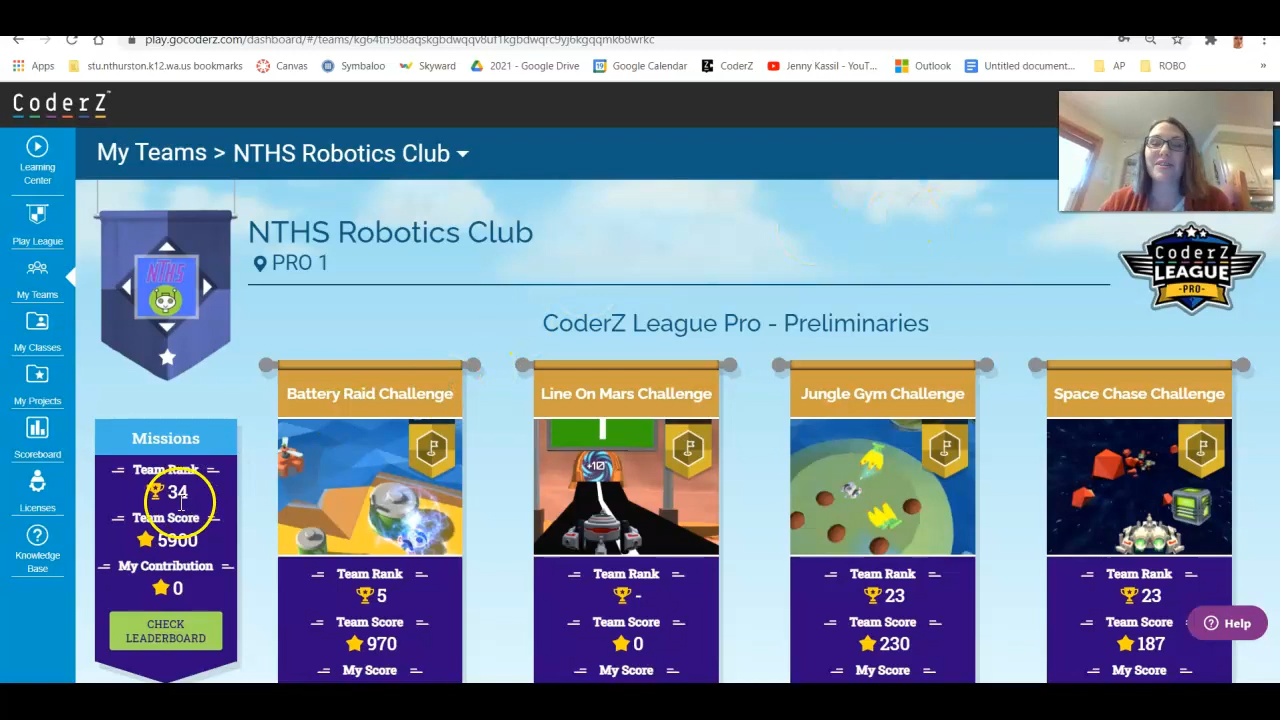 play.gocoderz.com/dashboard/#/teams/kg64tn988aqskgbdwqqv8uf1kgbdwqrc9yj6kgqqmk68wrkc
Apps stu.nthurston.k12.wa.us bookmarks Canvas Symbaloo Skyward 2021 - Google Drive Google Calendar CoderZ Jenny Kassil - YouT... Outlook Untitled document... AP ROBO »
CoderZ
My Teams > NTHS Robotics Club
Learning
Center
Play League
My Teams
My Classes
My Projects
Scoreboard
Licenses
Knowledge
Base
NTHS
NTHS Robotics Club
PRO 1
CoderZ
LEAGUE
-PRO-
CoderZ League Pro - Preliminaries
Missions
Team Rank
34
Team Score
5900
My Contribution
0
CHECK
LEADERBOARD
Battery Raid Challenge
Team Rank
5
Team Score
970
My Score
Line On Mars Challenge
+10
Team Rank
-
Team Score
0
My Score
Jungle Gym Challenge
Team Rank
23
Team Score
230
My Score
Space Chase Challenge
Team Rank
23
Team Score
187
My Score
Help